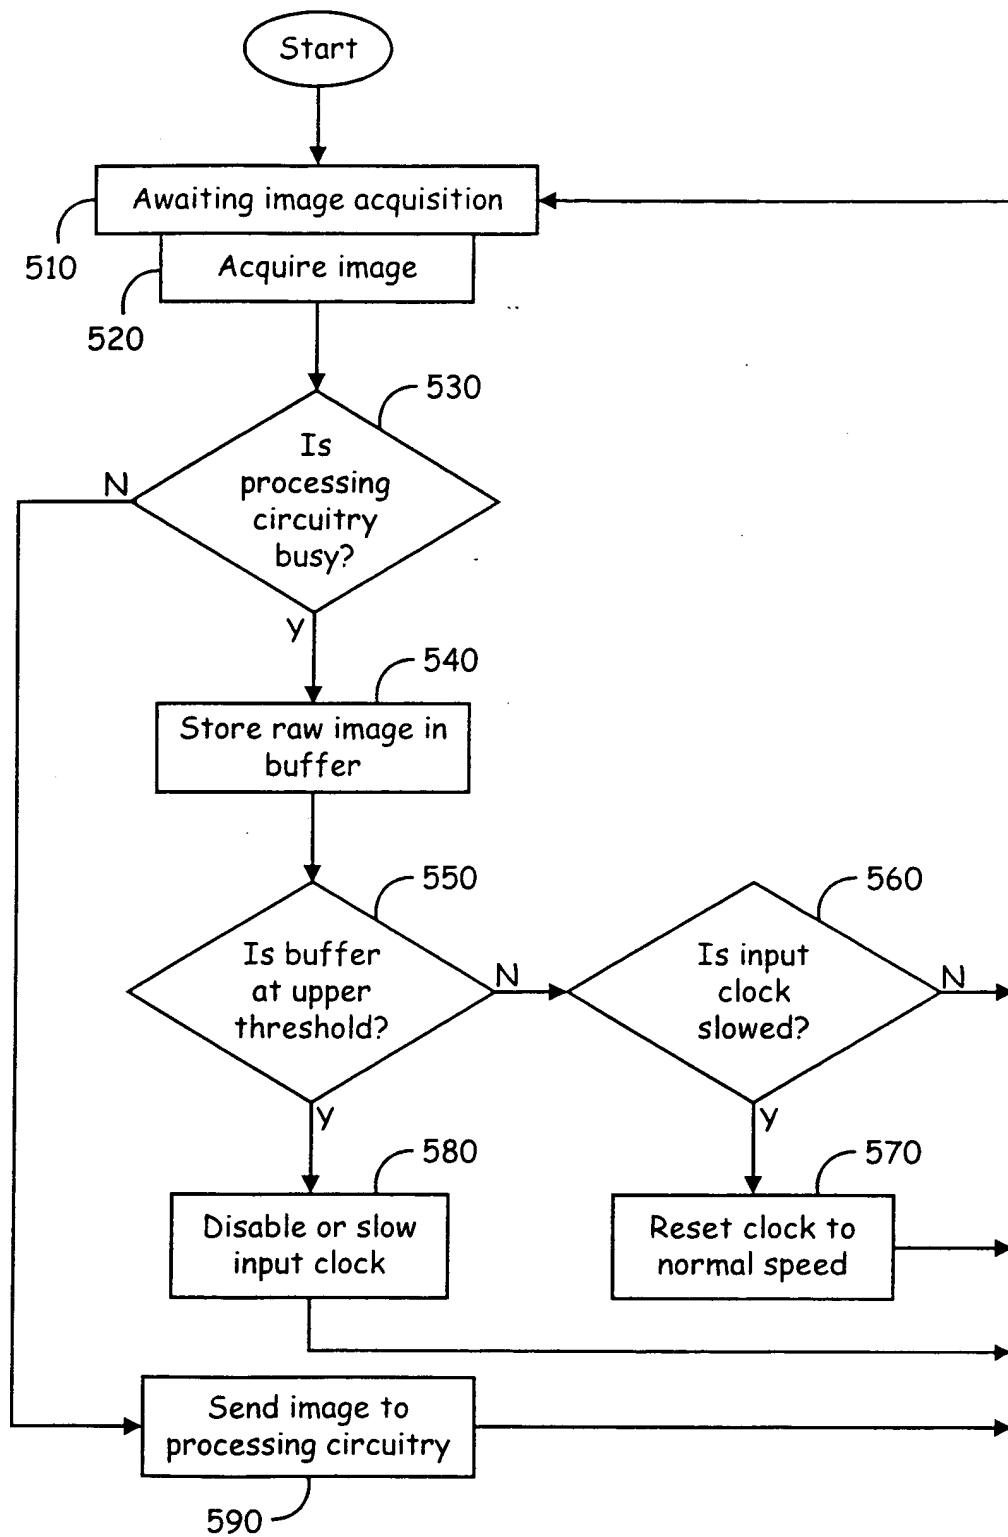 Start
Awaiting image acquisition
510
Acquire image
520
530
Is
processing
circuitry
busy?
N
Y
540
Store raw image in
buffer
550
Is buffer
at upper
threshold?
N
Y
560
Is input
clock
slowed?
N
Y
580
Disable or slow
input clock
570
Reset clock to
normal speed
Send image to
processing circuitry
590